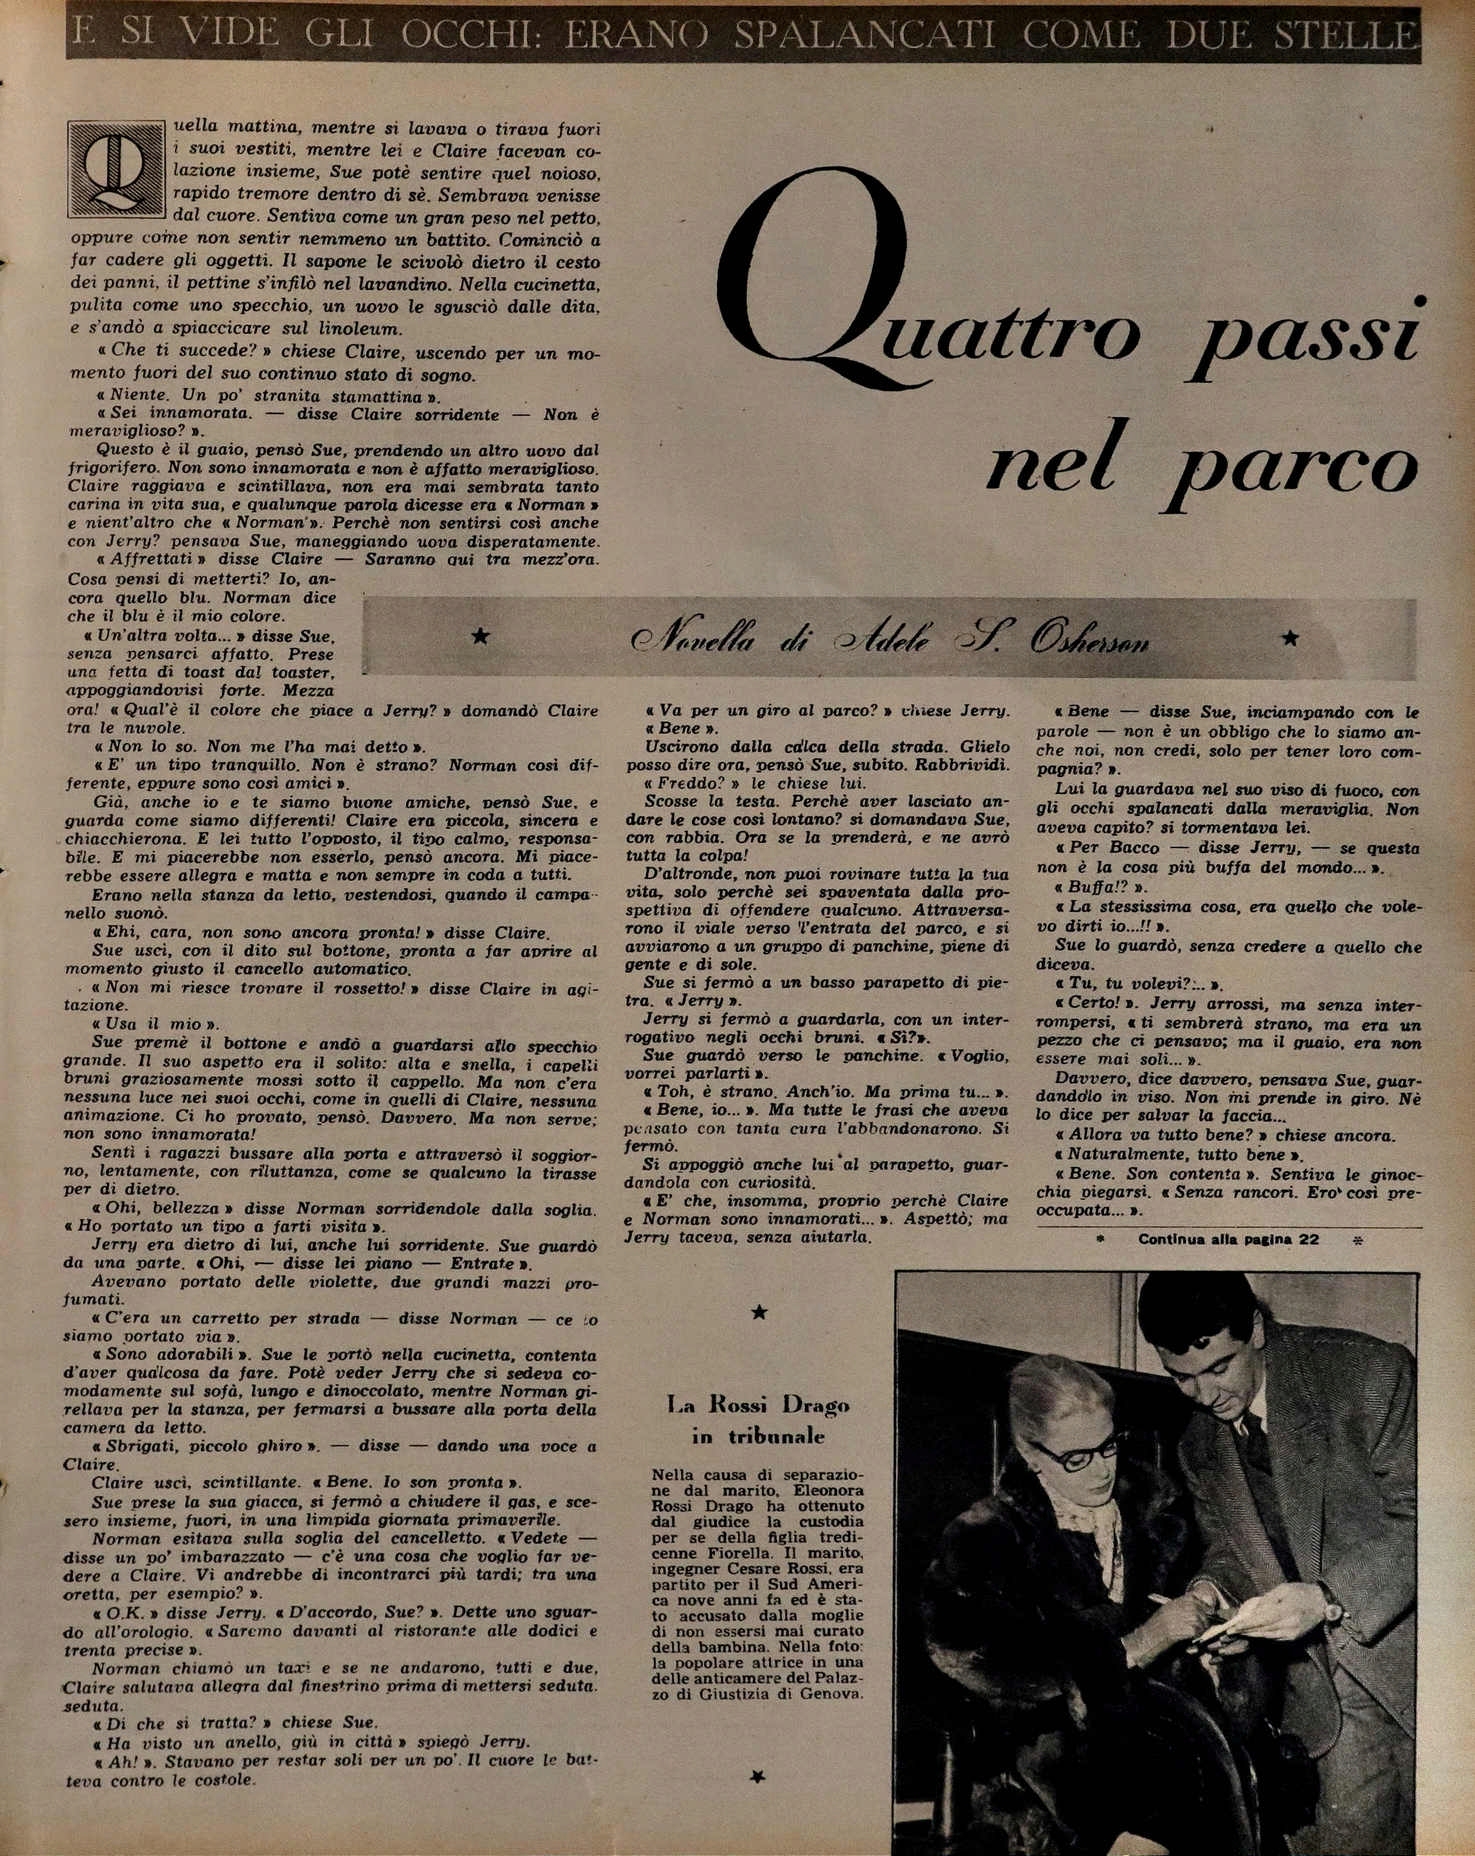 E SI VIDE GLI OCCHI: ERANO SPALANCATI COME DUE STELLE
Quattro passi
nel parco
★ Novella di Adele S. Osherson ★
Quella mattina, mentre si lavava o tirava fuori
i suoi vestiti, mentre lei e Claire facevan co-
lazione insieme, Sue potè sentire quel noioso,
rapido tremore dentro di sè. Sembrava venisse
dal cuore. Sentiva come un gran peso nel petto,
oppure come non sentir nemmeno un battito. Cominciò a
far cadere gli oggetti. Il sapone le scivolò dietro il cesto
dei panni, il pettine s'infilò nel lavandino. Nella cucinetta,
pulita come uno specchio, un uovo le sgusciò dalle dita,
e s'andò a spiaccicare sul linoleum.
« Che ti succede? » chiese Claire, uscendo per un mo-
mento fuori del suo continuo stato di sogno.
« Niente. Un po' stranita stamattina ».
« Sei innamorata. — disse Claire sorridente — Non è
meraviglioso? ».
Questo è il guaio, pensò Sue, prendendo un altro uovo dal
frigorifero. Non sono innamorata e non è affatto meraviglioso.
Claire raggiava e scintillava, non era mai sembrata tanto
carina in vita sua, e qualunque parola dicesse era « Norman »
e nient'altro che « Norman ». Perchè non sentirsi così anche
con Jerry? pensava Sue, maneggiando uova disperatamente.
« Affrettati » disse Claire — Saranno qui tra mezz'ora.
Cosa pensi di metterti? Io, an-
cora quello blu. Norman dice
che il blu è il mio colore.
« Un'altra volta... » disse Sue,
senza pensarci affatto. Prese
una fetta di toast dal toaster,
appoggiandovisi forte. Mezza
ora! « Qual'è il colore che piace a Jerry? » domandò Claire
tra le nuvole.
« Non lo so. Non me l'ha mai detto ».
« E' un tipo tranquillo. Non è strano? Norman così dif-
ferente, eppure sono così amici ».
Già, anche io e te siamo buone amiche, pensò Sue, e
guarda come siamo differenti! Claire era piccola, sincera e
chiacchierona. E lei tutto l'opposto, il tipo calmo, responsa-
bile. E mi piacerebbe non esserlo, pensò ancora. Mi piace-
rebbe essere allegra e matta e non sempre in coda a tutti.
Erano nella stanza da letto, vestendosi, quando il campa-
nello suonò.
« Ehi, cara, non sono ancora pronta! » disse Claire.
Sue uscì, con il dito sul bottone, pronta a far aprire al
momento giusto il cancello automatico.
« Non mi riesce trovare il rossetto! » disse Claire in agi-
tazione.
« Usa il mio ».
Sue premè il bottone e andò a guardarsi allo specchio
grande. Il suo aspetto era il solito: alta e snella, i capelli
bruni graziosamente mossi sotto il cappello. Ma non c'era
nessuna luce nei suoi occhi, come in quelli di Claire, nessuna
animazione. Ci ho provato, pensò. Davvero. Ma non serve;
non sono innamorata!
Sentì i ragazzi bussare alla porta e attraversò il soggior-
no, lentamente, con riluttanza, come se qualcuno la tirasse
per di dietro.
« Ohi, bellezza » disse Norman sorridendole dalla soglia.
« Ho portato un tipo a farti visita ».
Jerry era dietro di lui, anche lui sorridente. Sue guardò
da una parte. « Ohi, — disse lei piano — Entrate ».
Avevano portato delle violette, due grandi mazzi pro-
fumati.
« C'era un carretto per strada — disse Norman — ce lo
siamo portato via ».
« Sono adorabili ». Sue le portò nella cucinetta, contenta
d'aver qualcosa da fare. Potè veder Jerry che si sedeva co-
modamente sul sofà, lungo e dinoccolato, mentre Norman gi-
rellava per la stanza, per fermarsi a bussare alla porta della
camera da letto.
« Sbrigati, piccolo ghiro ». — disse — dando una voce a
Claire.
Claire uscì, scintillante. « Bene. Io son pronta ».
Sue prese la sua giacca, si fermò a chiudere il gas, e sce-
sero insieme, fuori, in una limpida giornata primaverile.
Norman esitava sulla soglia del cancelletto. « Vedete —
disse un po' imbarazzato — c'è una cosa che voglio far ve-
dere a Claire. Vi andrebbe di incontrarci più tardi; tra una
oretta, per esempio? ».
« O.K. » disse Jerry. « D'accordo, Sue? ». Dette uno sguar-
do all'orologio. « Saremo davanti al ristorante alle dodici e
trenta precise ».
Norman chiamò un taxi e se ne andarono, tutti e due,
Claire salutava allegra dal finestrino prima di mettersi seduta.
seduta.
« Di che si tratta? » chiese Sue.
« Ha visto un anello, giù in città » spiegò Jerry.
« Ah! ». Stavano per restar soli per un po'. Il cuore le bat-
teva contro le costole.
« Va per un giro al parco? » chiese Jerry.
« Bene ».
Uscirono dalla calca della strada. Glielo
posso dire ora, pensò Sue, subito. Rabbrividì.
« Freddo? » le chiese lui.
Scosse la testa. Perchè aver lasciato an-
dare le cose così lontano? si domandava Sue,
con rabbia. Ora se la prenderà, e ne avrò
tutta la colpa!
D'altronde, non puoi rovinare tutta la tua
vita, solo perchè sei spaventata dalla pro-
spettiva di offendere qualcuno. Attraversa-
rono il viale verso l'entrata del parco, e si
avviarono a un gruppo di panchine, piene di
gente e di sole.
Sue si fermò a un basso parapetto di pie-
tra. « Jerry ».
Jerry si fermò a guardarla, con un inter-
rogativo negli occhi bruni. « Sì? ».
Sue guardò verso le panchine. « Voglio,
vorrei parlarti ».
« Toh, è strano. Anch'io. Ma prima tu... ».
« Bene, io... ». Ma tutte le frasi che aveva
pensato con tanta cura l'abbandonarono. Si
fermò.
Si appoggiò anche lui al parapetto, guar-
dandola con curiosità.
« E' che, insomma, proprio perchè Claire
e Norman sono innamorati... ». Aspettò; ma
Jerry taceva, senza aiutarla.
« Bene — disse Sue, inciampando con le
parole — non è un obbligo che lo siamo an-
che noi, non credi, solo per tener loro com-
pagnia? ».
Lui la guardava nel suo viso di fuoco, con
gli occhi spalancati dalla meraviglia. Non
aveva capito? si tormentava lei.
« Per Bacco — disse Jerry, — se questa
non è la cosa più buffa del mondo... ».
« Buffa!? ».
« La stessissima cosa, era quello che vole-
vo dirti io...!! ».
Sue lo guardò, senza credere a quello che
diceva.
« Tu, tu volevi?... ».
« Certo! ». Jerry arrossì, ma senza inter-
rompersi, « ti sembrerà strano, ma era un
pezzo che ci pensavo; ma il guaio, era non
essere mai soli... ».
Davvero, dice davvero, pensava Sue, guar-
dandolo in viso. Non mi prende in giro. Nè
lo dice per salvar la faccia...
« Allora va tutto bene? » chiese ancora.
« Naturalmente, tutto bene ».
« Bene. Son contenta ». Sentiva le ginoc-
chia piegarsi. « Senza rancori. Ero così pre-
occupata... ».
* Continua alla pagina 22 *
★
La Rossi Drago
in tribunale
Nella causa di separazio-
ne dal marito, Eleonora
Rossi Drago ha ottenuto
dal giudice la custodia
per se della figlia tredi-
cenne Fiorella. Il marito,
ingegner Cesare Rossi, era
partito per il Sud Ameri-
ca nove anni fa ed è sta-
to accusato dalla moglie
di non essersi mai curato
della bambina. Nella foto:
la popolare attrice in una
delle anticamere del Palaz-
zo di Giustizia di Genova.
★